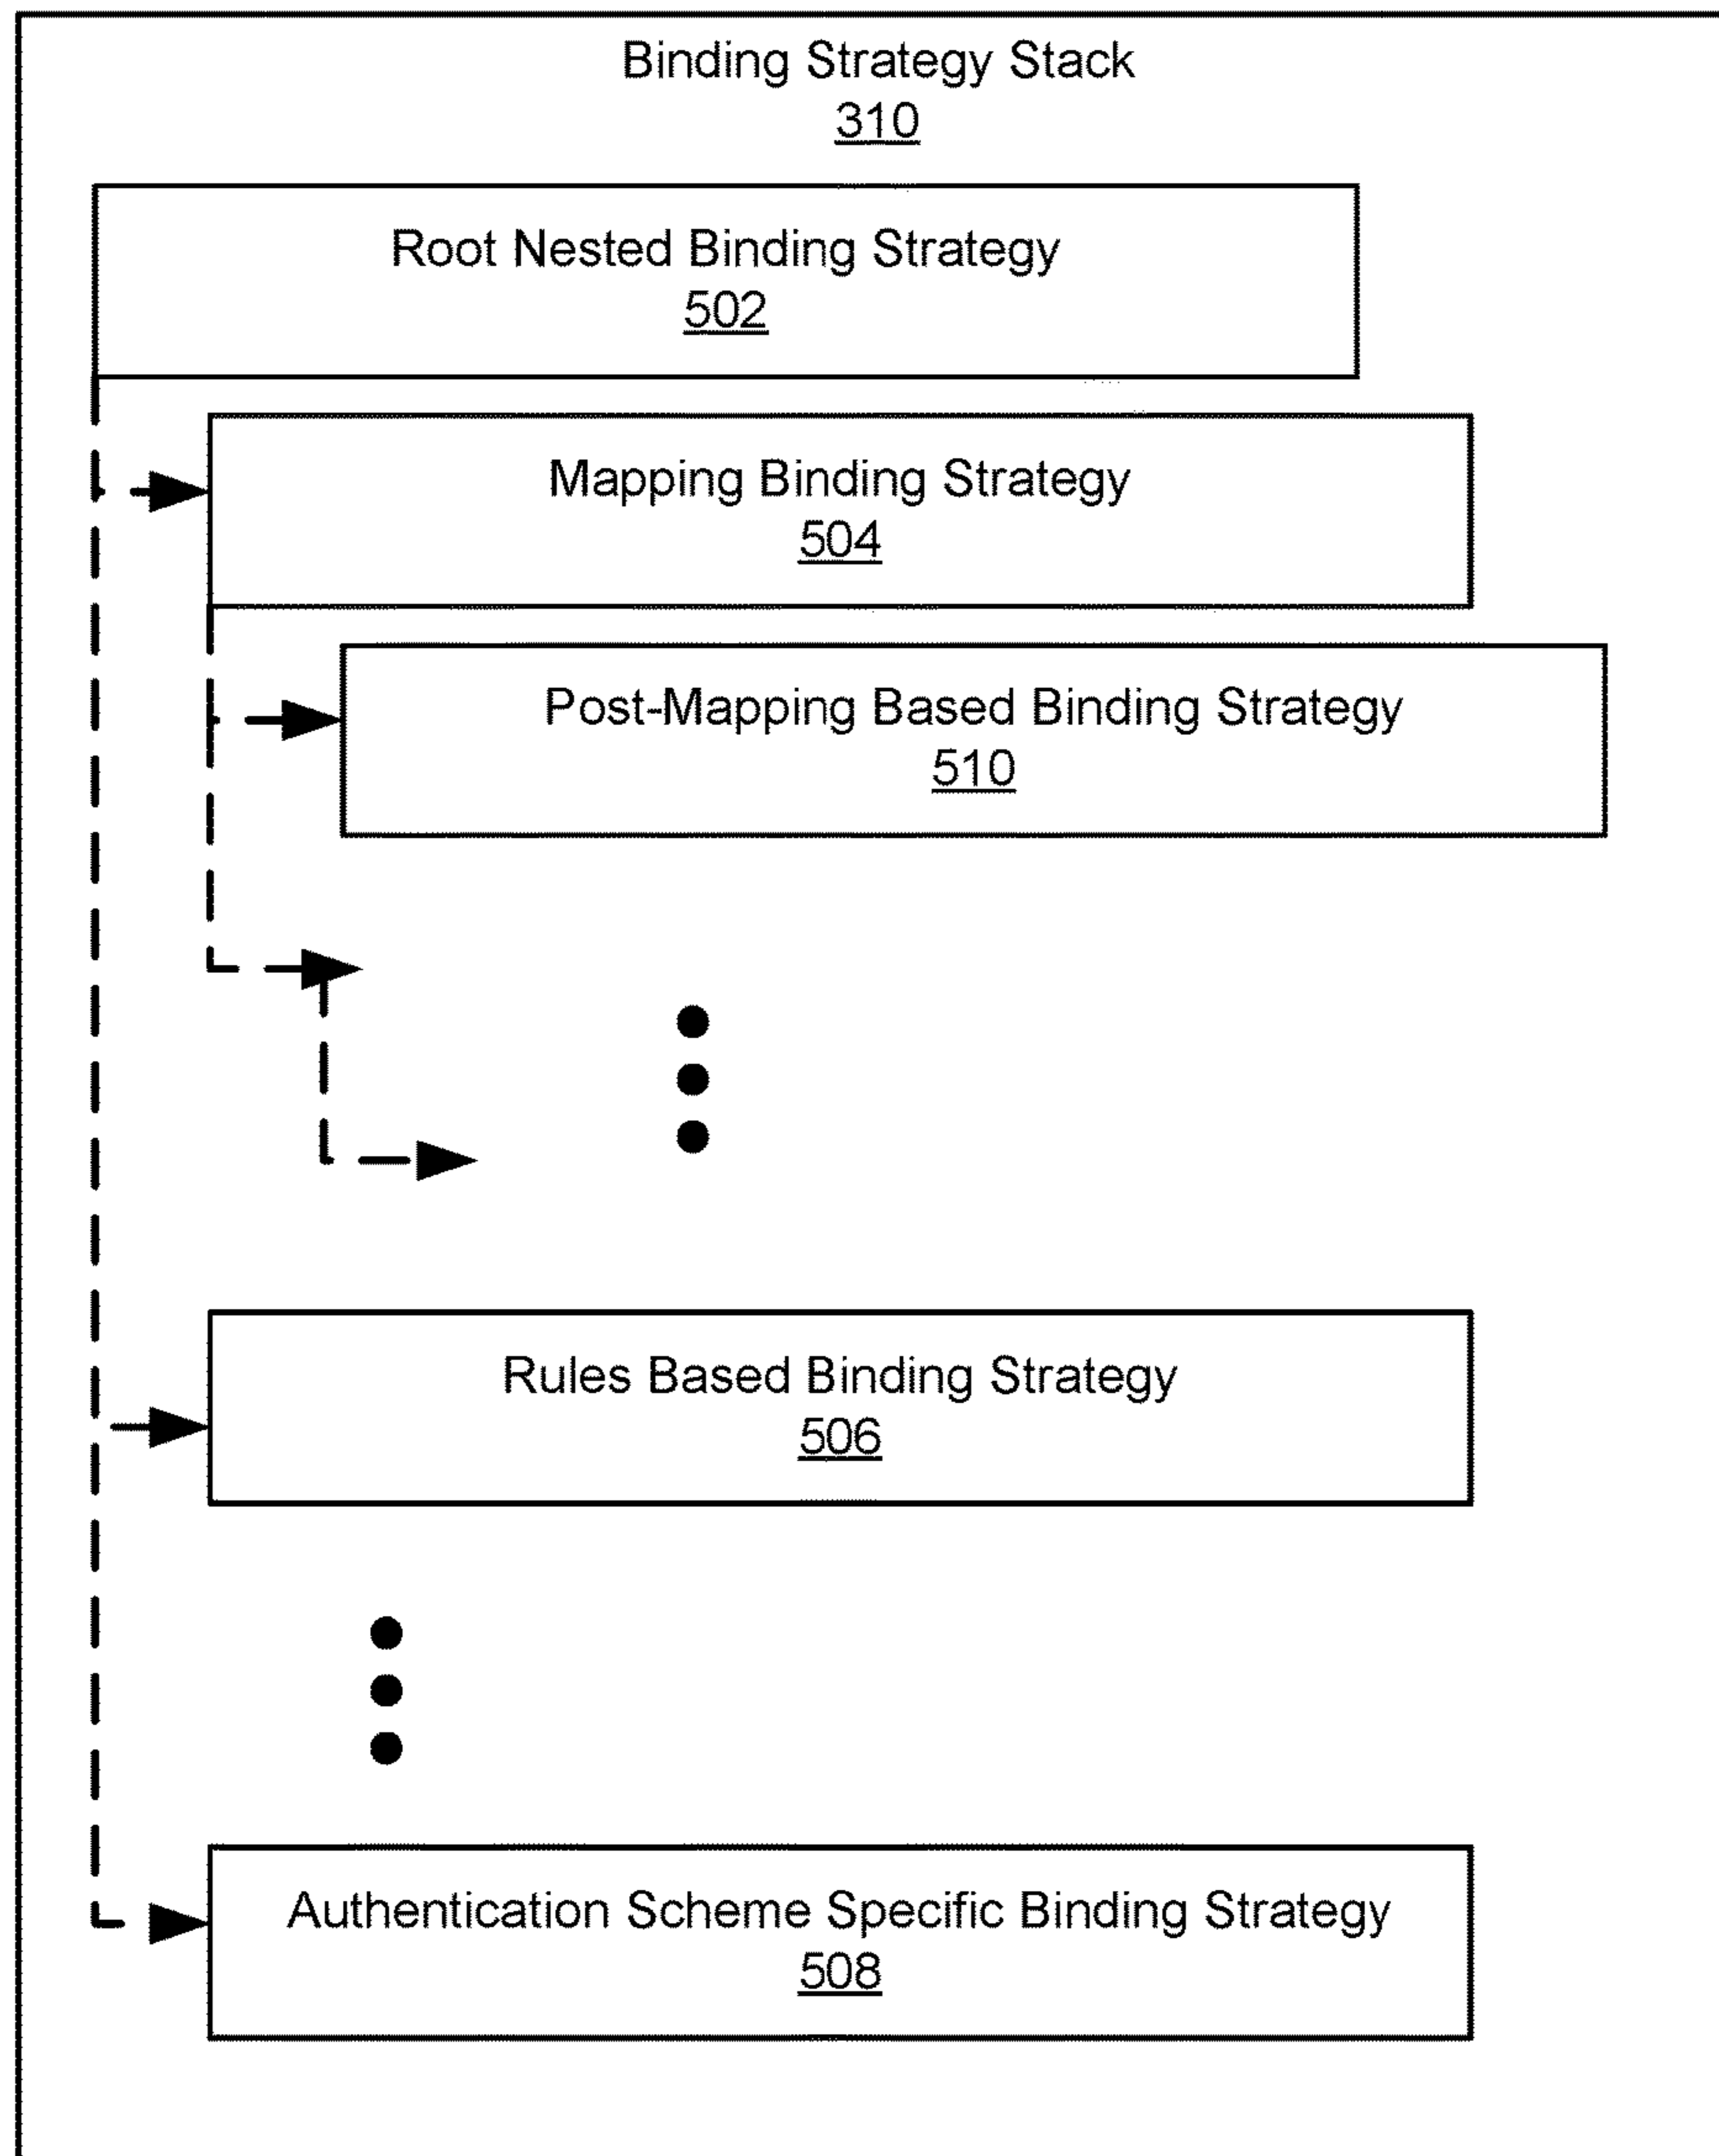 Binding Strategy Stack
310
Root Nested Binding Strategy
502
Mapping Binding Strategy
504
Post-Mapping Based Binding Strategy
510
Rules Based Binding Strategy
506
Authentication Scheme Specific Binding Strategy
508